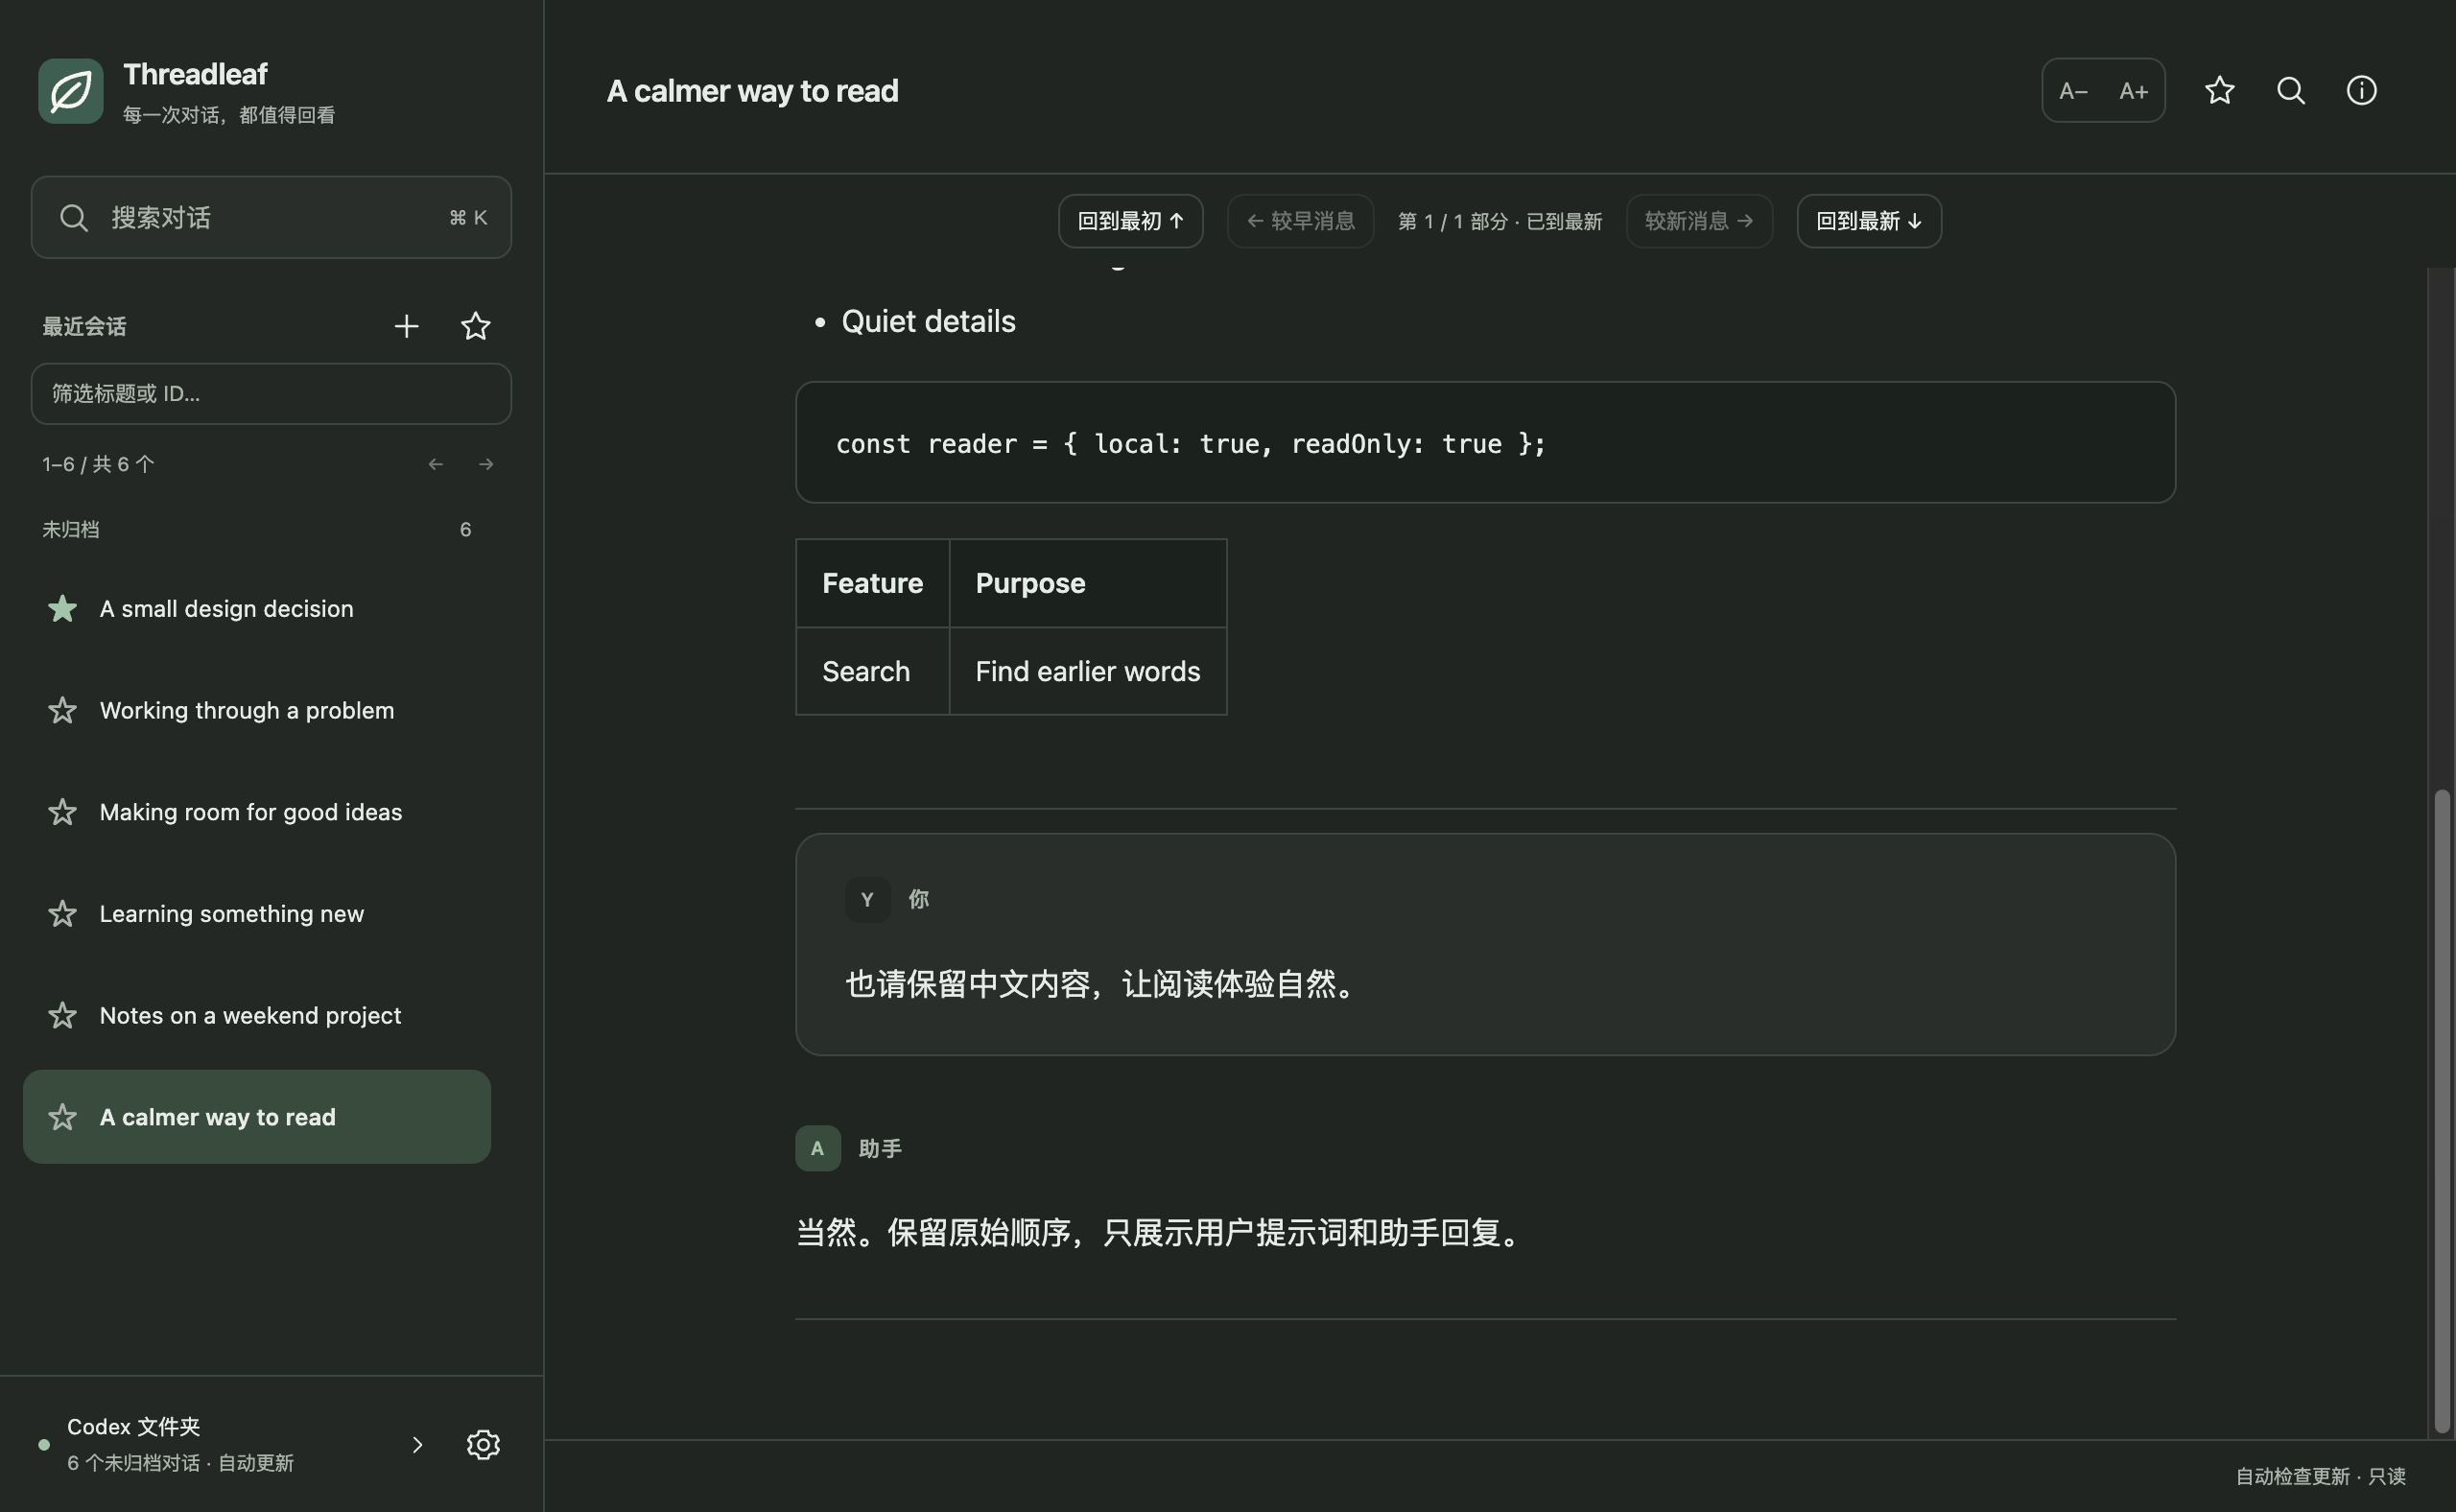 Threadleaf
每一次对话，都值得回看
搜索对话 ⌘ K
最近会话
筛选标题或 ID...
1–6 / 共 6 个 ← →
未归档 6
A small design decision
Working through a problem
Making room for good ideas
Learning something new
Notes on a weekend project
A calmer way to read
Codex 文件夹
6 个未归档对话 · 自动更新
A calmer way to read
A− A+
回到最初 ↑ ← 较早消息 第 1 / 1 部分 · 已到最新 较新消息 → 回到最新 ↓
• Quiet details
const reader = { local: true, readOnly: true };
Feature Purpose
Search Find earlier words
Y 你
也请保留中文内容，让阅读体验自然。
A 助手
当然。保留原始顺序，只展示用户提示词和助手回复。
自动检查更新 · 只读